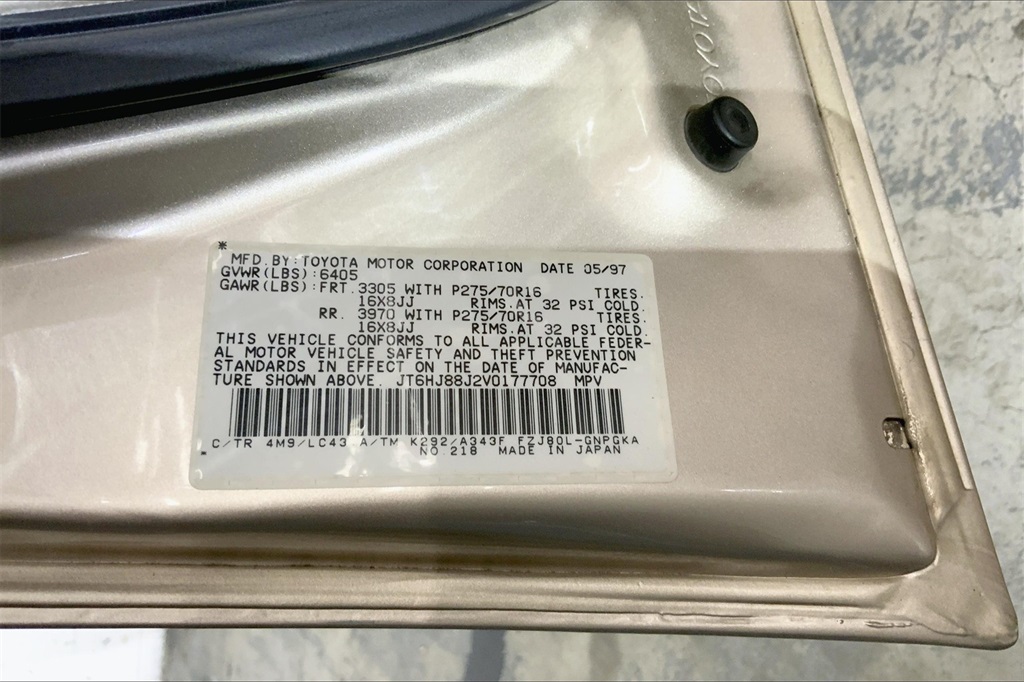 TOYO
*
MFD.BY:TOYOTA MOTOR CORPORATION DATE 05/97
GVWR(LBS):6405
GAWR(LBS):FRT.3305 WITH P275/70R16 TIRES.
16X8JJ RIMS.AT 32 PSI COLD.
RR. 3970 WITH P275/70R16 TIRES.
16X8JJ RIMS.AT 32 PSI COLD.
THIS VEHICLE CONFORMS TO ALL APPLICABLE FEDER-
AL MOTOR VEHICLE SAFETY AND THEFT PREVENTION
STANDARDS IN EFFECT ON THE DATE OF MANUFAC-
TURE SHOWN ABOVE. JT6HJ88J2V0177708 MPV
C/TR 4M9/LC43 A/TM K292/A343F FZJ80L-GNPGKA
NO.218 MADE IN JAPAN